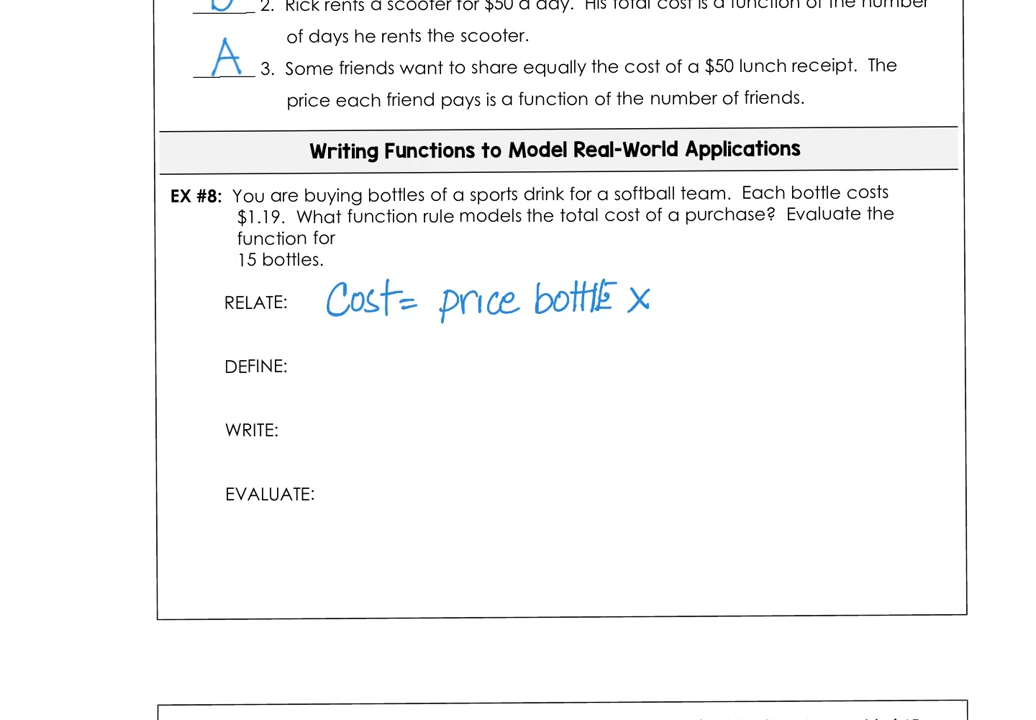 2. Rick rents a scooter for $50 a day. His total cost is a function of the number
of days he rents the scooter.
A 3. Some friends want to share equally the cost of a $50 lunch receipt. The
price each friend pays is a function of the number of friends.
Writing Functions to Model Real-World Applications
EX #8: You are buying bottles of a sports drink for a softball team. Each bottle costs
$1.19. What function rule models the total cost of a purchase? Evaluate the
function for
15 bottles.
RELATE: Cost = price bottle x
DEFINE:
WRITE:
EVALUATE: